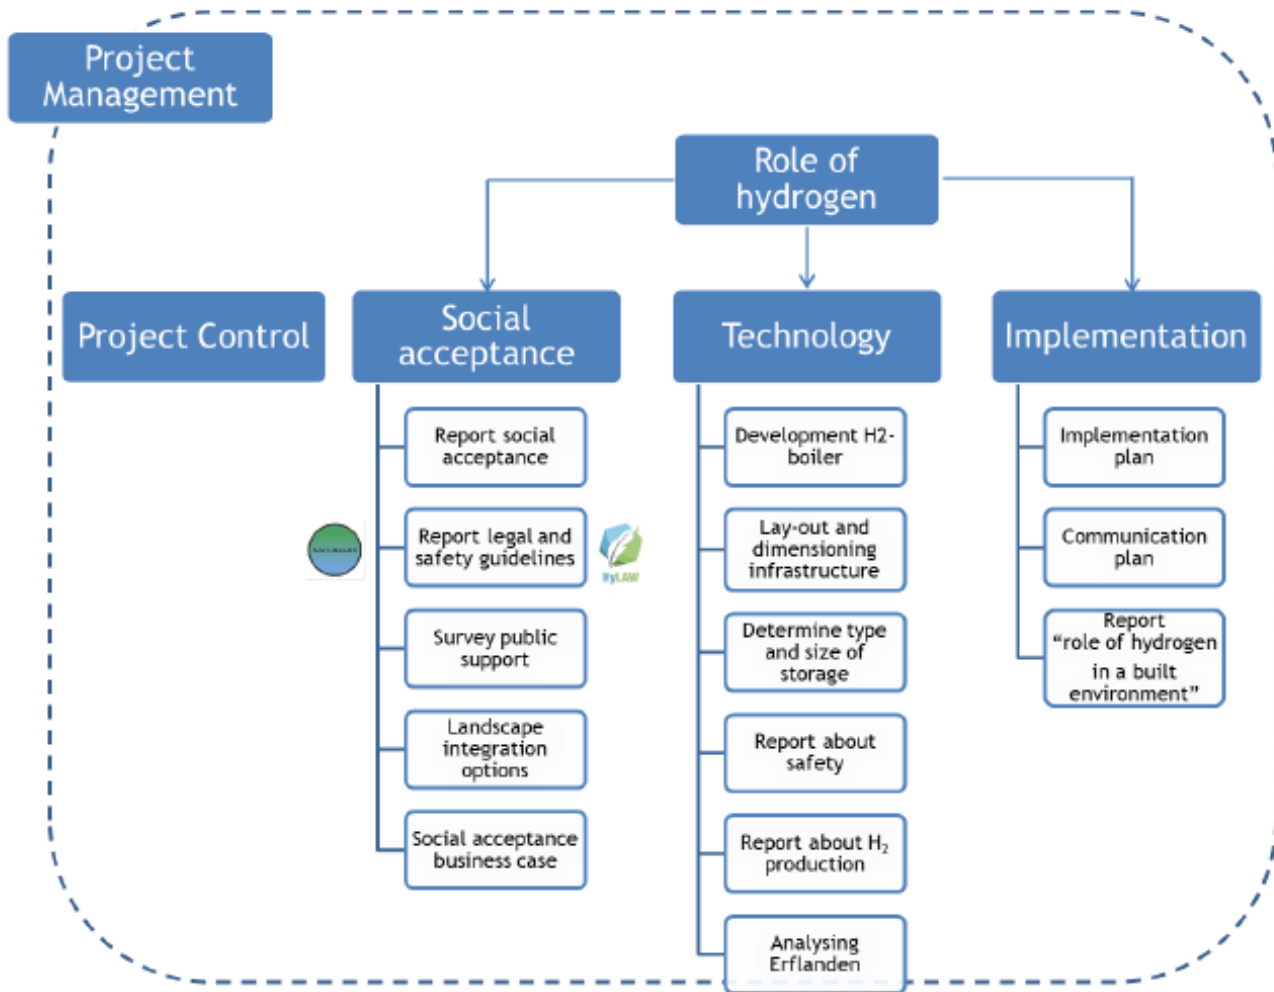 Project
Management
Role of
hydrogen
Project Control
Social
acceptance
Technology
Implementation
Report social
acceptance
Report legal and
safety guidelines
HyLAW
Survey public
support
Landscape
integration
options
Social acceptance
business case
Development H2-
boiler
Lay-out and
dimensioning
infrastructure
Determine type
and size of
storage
Report about
safety
Report about H₂
production
Analysing
Erflanden
Implementation
plan
Communication
plan
Report
“role of hydrogen
in a built
environment”